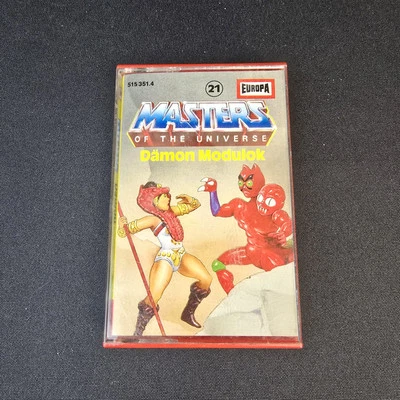 515 351.4
21
EUROPA
MASTERS
OF THE UNIVERSE
Dämon Modulok